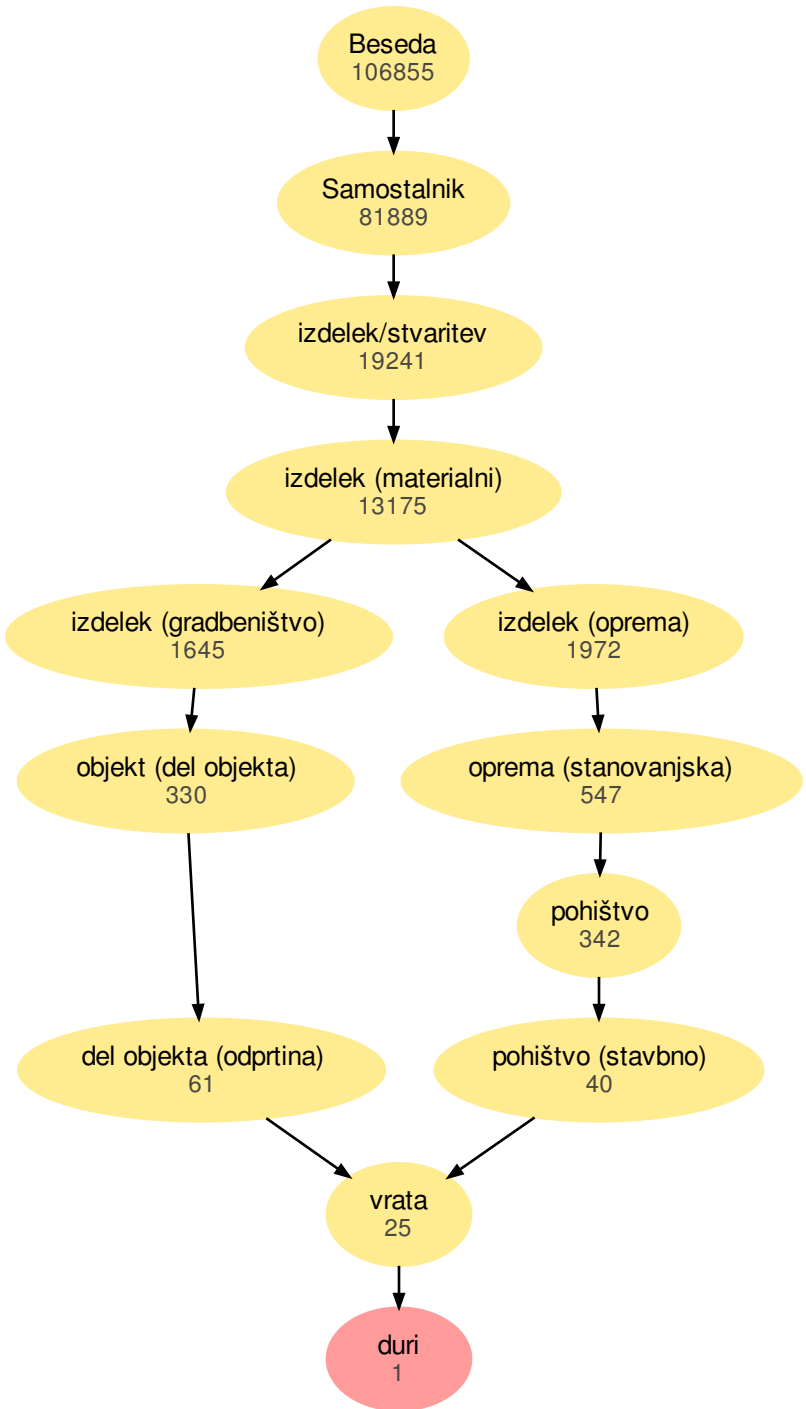 Beseda
106855
Samostalnik
81889
izdelek/stvaritev
19241
izdelek (materialni)
13175
izdelek (gradbeništvo)
1645
izdelek (oprema)
1972
objekt (del objekta)
330
oprema (stanovanjska)
547
pohištvo
342
del objekta (odprtina)
61
pohištvo (stavbno)
40
vrata
25
duri
1